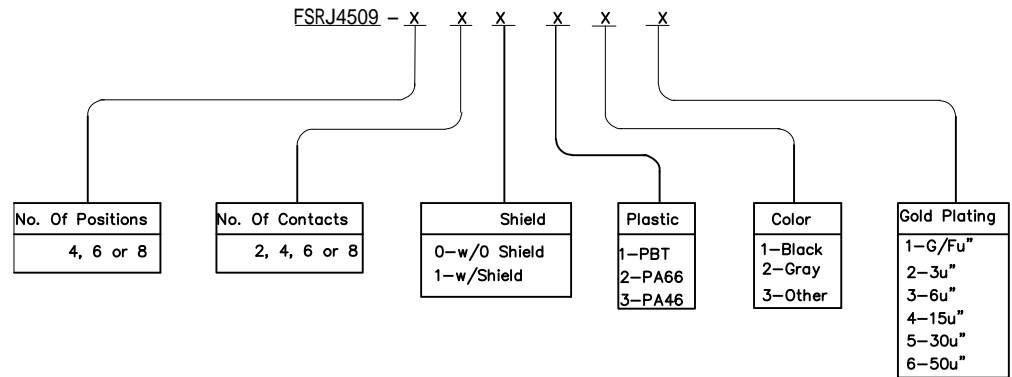 FSRJ4509 - X X X X X X
No. Of Positions
4, 6 or 8
No. Of Contacts
2, 4, 6 or 8
Shield
0-w/0 Shield
1-w/Shield
Plastic
1-PBT
2-PA66
3-PA46
Color
1-Black
2-Gray
3-Other
Gold Plating
1-G/Fu"
2-3u"
3-6u"
4-15u"
5-30u"
6-50u"